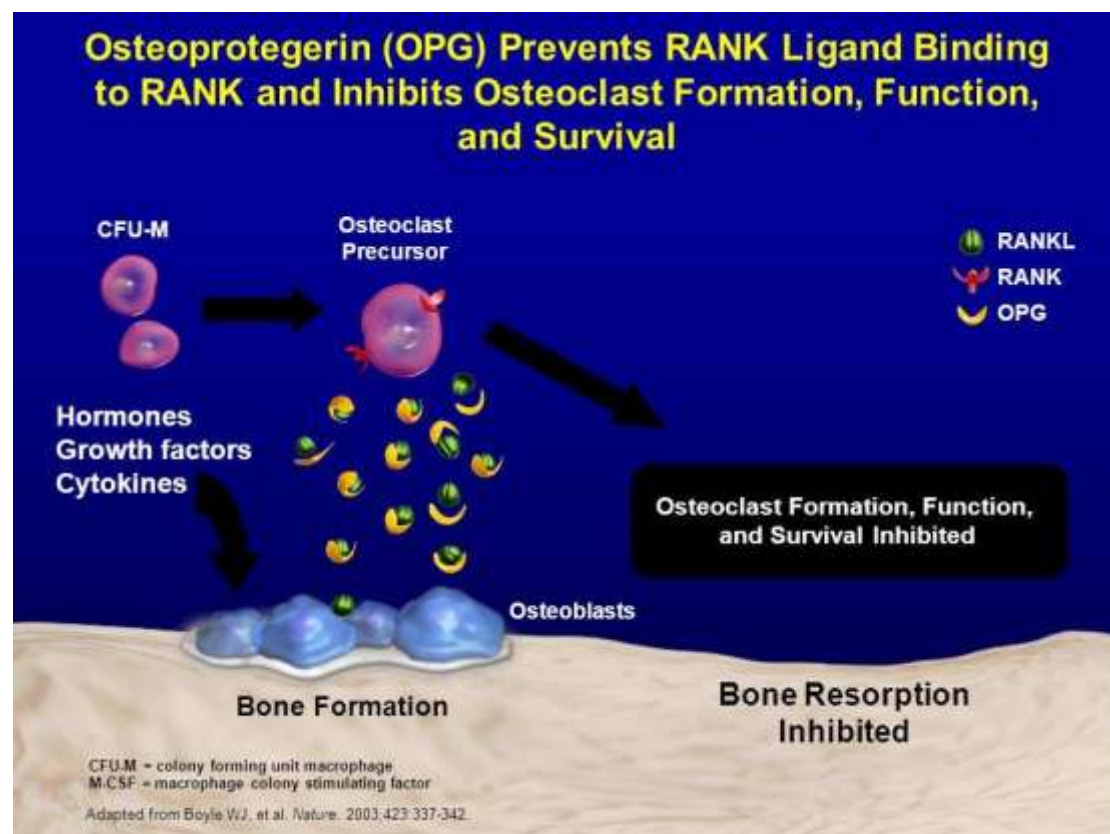 Osteoprotegerin (OPG) Prevents RANK Ligand Binding
to RANK and Inhibits Osteoclast Formation, Function,
and Survival
CFU-M
Osteoclast
Precursor
RANKL
RANK
OPG
Hormones
Growth factors
Cytokines
Osteoclast Formation, Function,
and Survival Inhibited
Osteoblasts
Bone Formation
Bone Resorption
Inhibited
CFU-M = colony forming unit macrophage
M-CSF = macrophage colony stimulating factor
Adapted from Boyle WJ, et al. Nature. 2003;423:337-342.